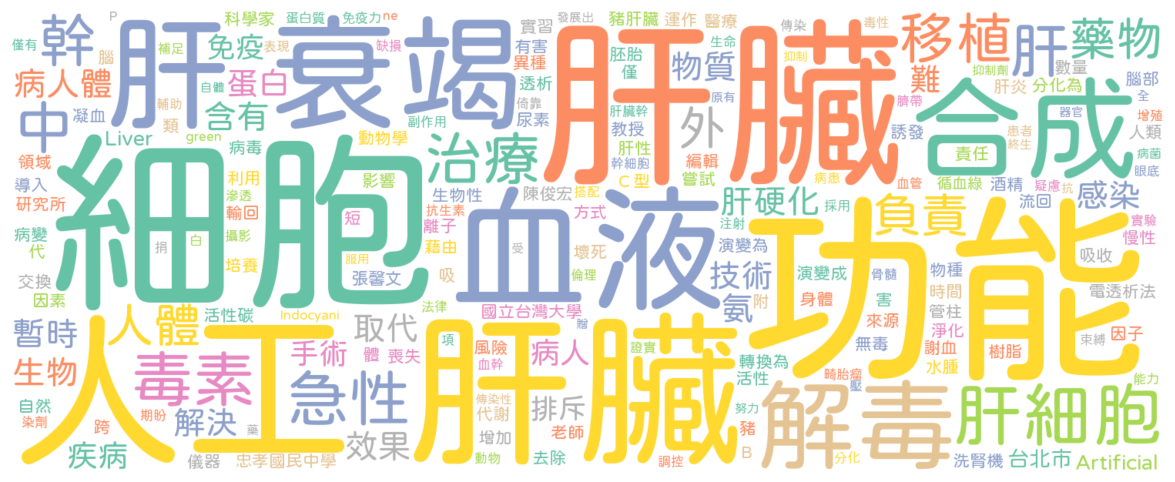 幹
肝衰竭
肝臟
移植
肝
藥物
科學家
蛋白質
免疫力
ne
實習
發展出
豬肝臟
運作
醫療
傳染
毒性
P
僅有
腦
補足
免疫
表現
缺損
有害
異種
胚胎
僅
生命
物質
抑制
抑制劑
難
分化為
數量
腦部
全
病人體
蛋白
自體
透析
肝臟幹
原有
肝炎
臍帶
器官
增殖
中
凝血
輔助
含有
倚靠
副作用
尿素
教授
外
誘發
合成
患者
終生
人類
類
Liver
green
動物學
治療
肝性
編輯
責任
病菌
領域
病毒
幹細胞
眼底
細胞
影響
C型
嘗試
病患
血管
循血綠
酒精
疑慮
抗
感染
導入
利用
生物性
陳俊宏
搭配
肝硬化
採用
流回
研究所
滲透
輸回
短
抗生素
離子
方式
血液
注射
負責
實驗
慢性
病變
代
白
攝影
藉由
受
壞死
演變為
功能
吸收
捐
交換
培養
服用
張馨文
吸
倫理
技術
演變成
骨髓
物種
電透析法
因素
活性碳
Indocyani
法律
國立台灣大學
氨
附
身體
害
時間
管柱
來源
淨化
因子
束縛
暫時
人體
取代
贈
項
人工肝臟
風險
證實
病人
無毒
謝血
樹脂
水腫
生物
毒素
手術
體
喪失
血幹
轉換為
活性
畸胎瘤
壓
能力
自然
染劑
期盼
急性
傳染性
代謝
排斥
努力
解毒
肝細胞
跨
解決
藥
效果
增加
老師
豬
B
疾病
儀器
忠孝國民中學
動物
去除
調控
分化
洗腎機
台北市
Artificial